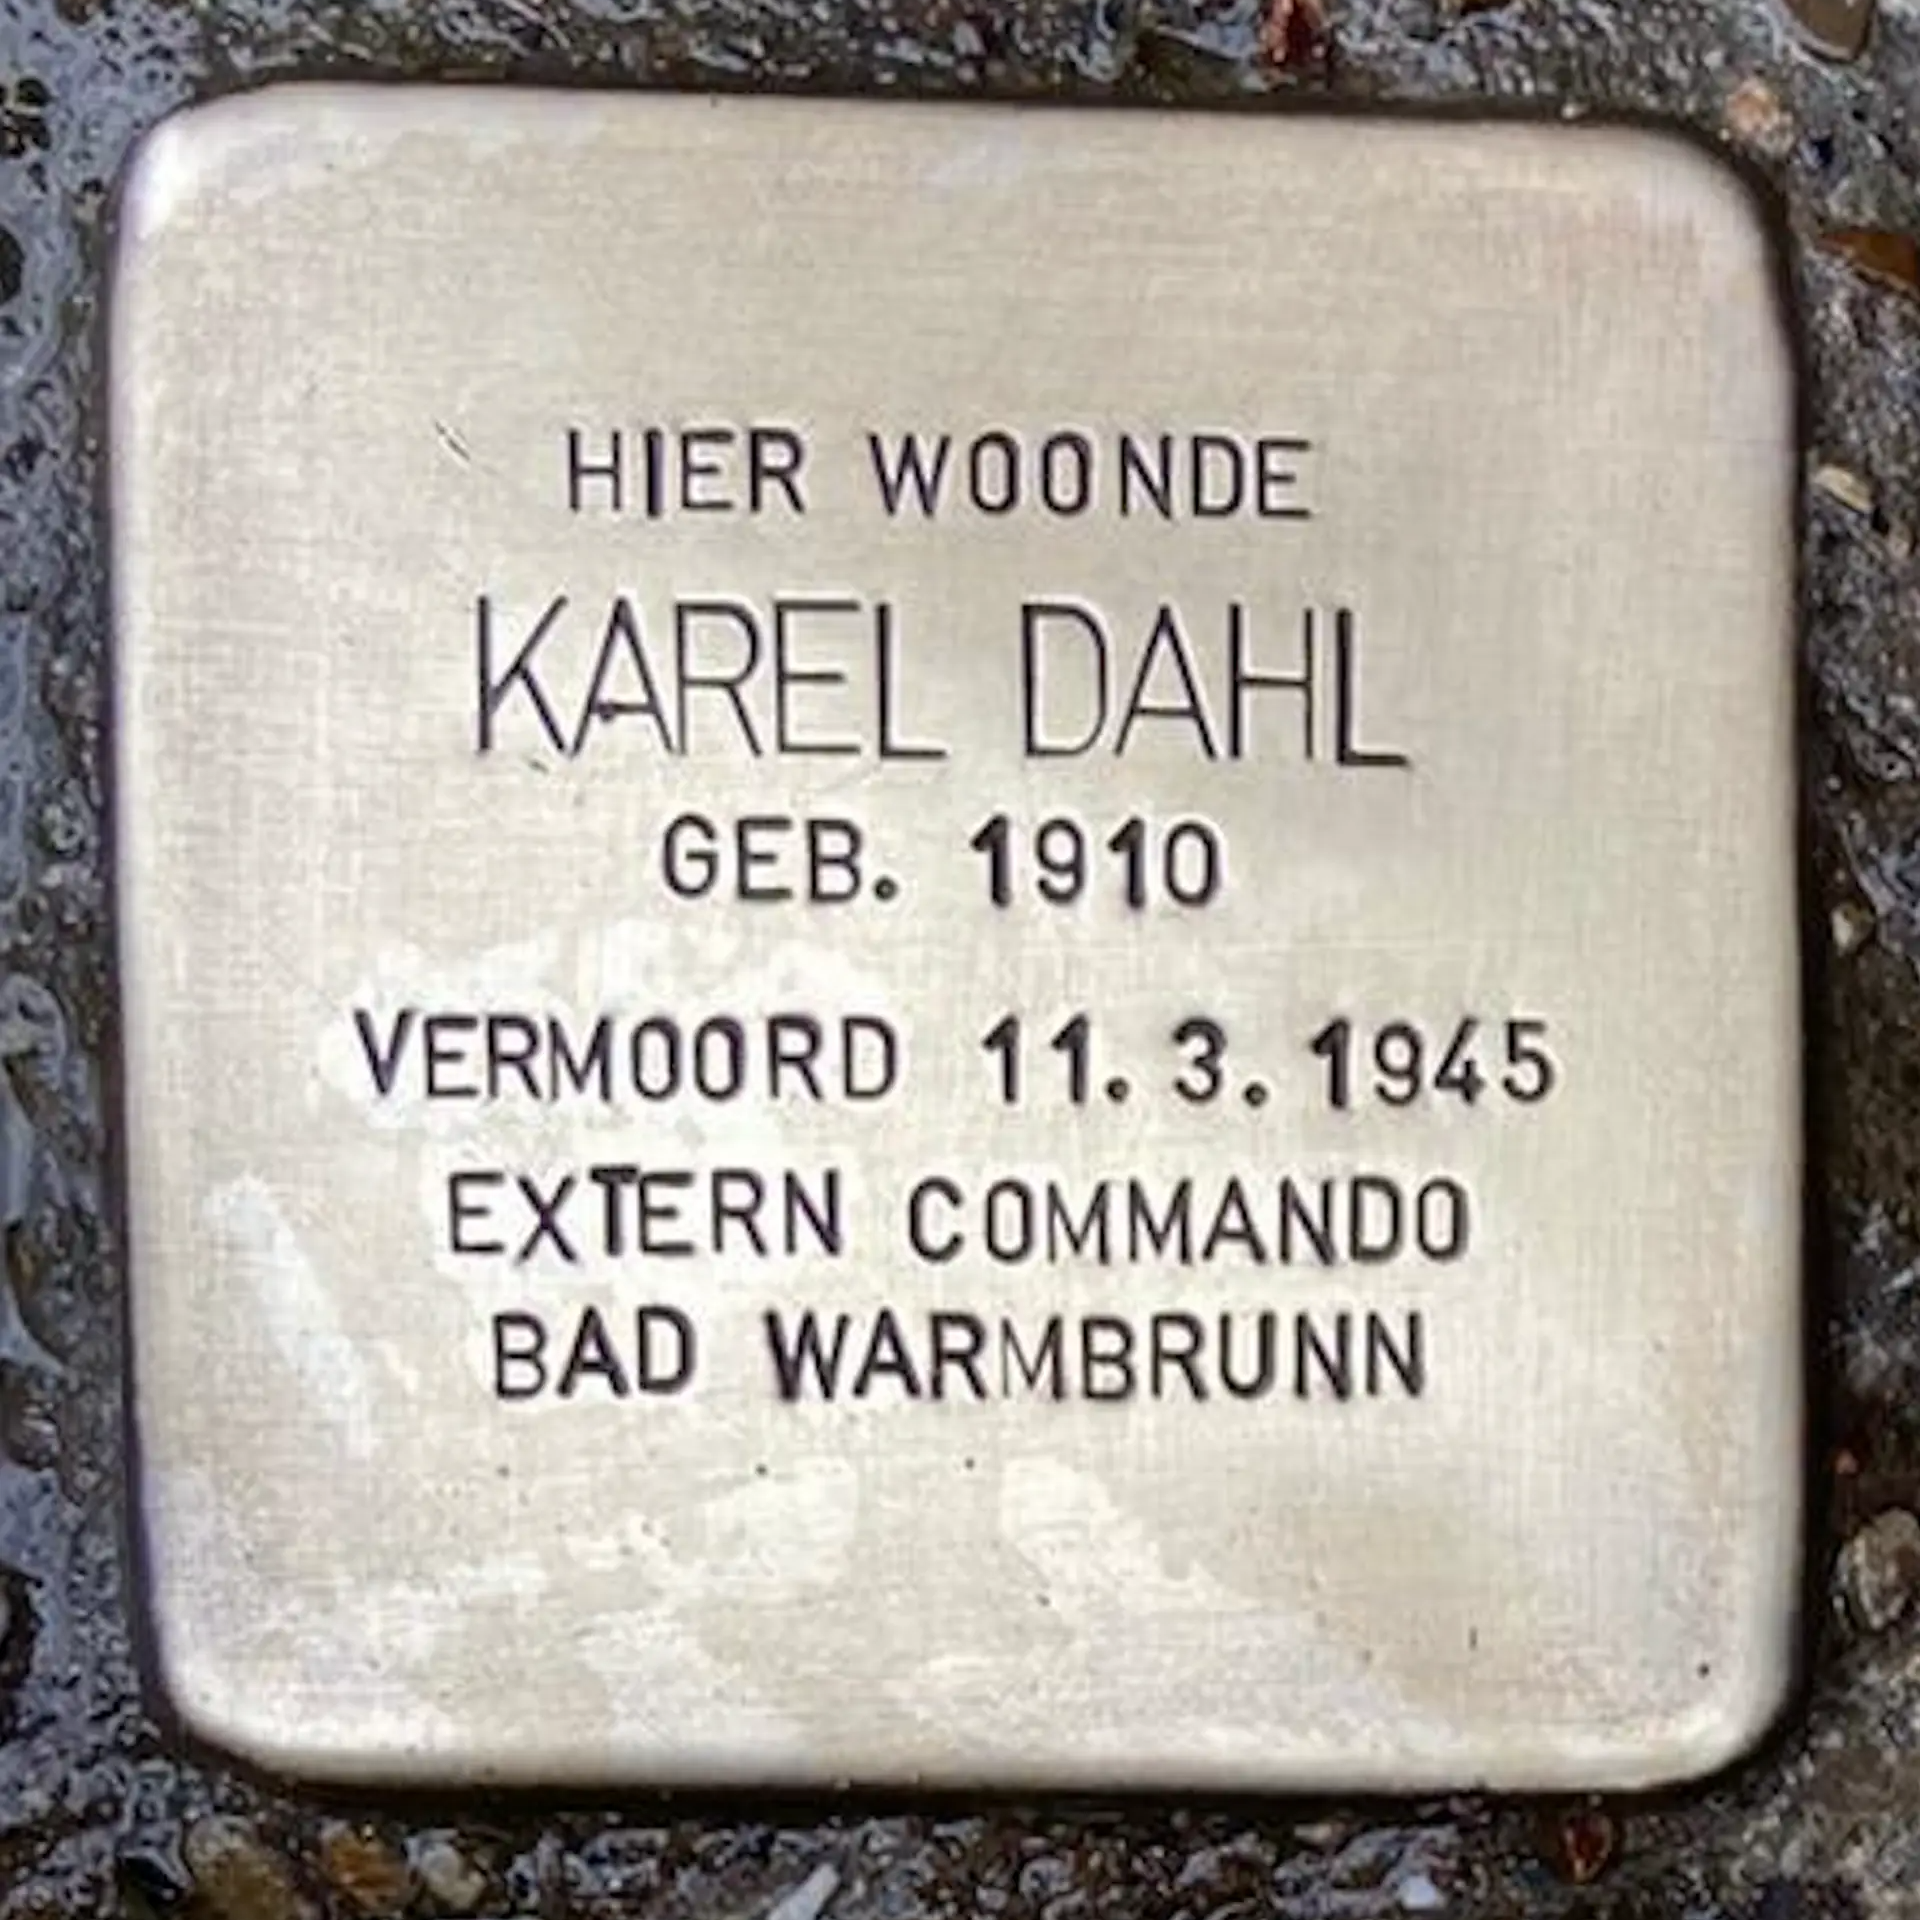 HIER WOONDE
KAREL DAHL
GEB. 1910
VERMOORD 11.3.1945
EXTERN COMMANDO
BAD WARMBRUNN